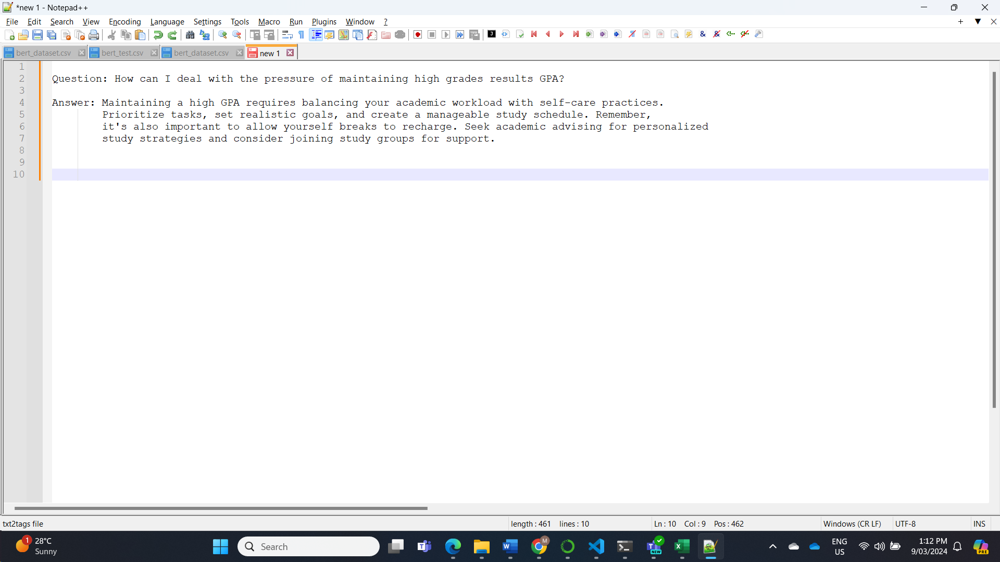 *new 1 - Notepad++
File Edit Search View Encoding Language Settings Tools Macro Run Plugins Window ?
bert_dataset.csv bert_test.csv bert_dataset.csv new 1
1
2 Question: How can I deal with the pressure of maintaining high grades results GPA?
3
4 Answer: Maintaining a high GPA requires balancing your academic workload with self-care practices.
5 Prioritize tasks, set realistic goals, and create a manageable study schedule. Remember,
6 it's also important to allow yourself breaks to recharge. Seek academic advising for personalized
7 study strategies and consider joining study groups for support.
8
9
10
txt2tags file length : 461 lines : 10 Ln : 10 Col : 9 Pos : 462 Windows (CR LF) UTF-8 INS
1 28°C Search M NEW ENG 1:12 PM PRE
Sunny US 9/03/2024